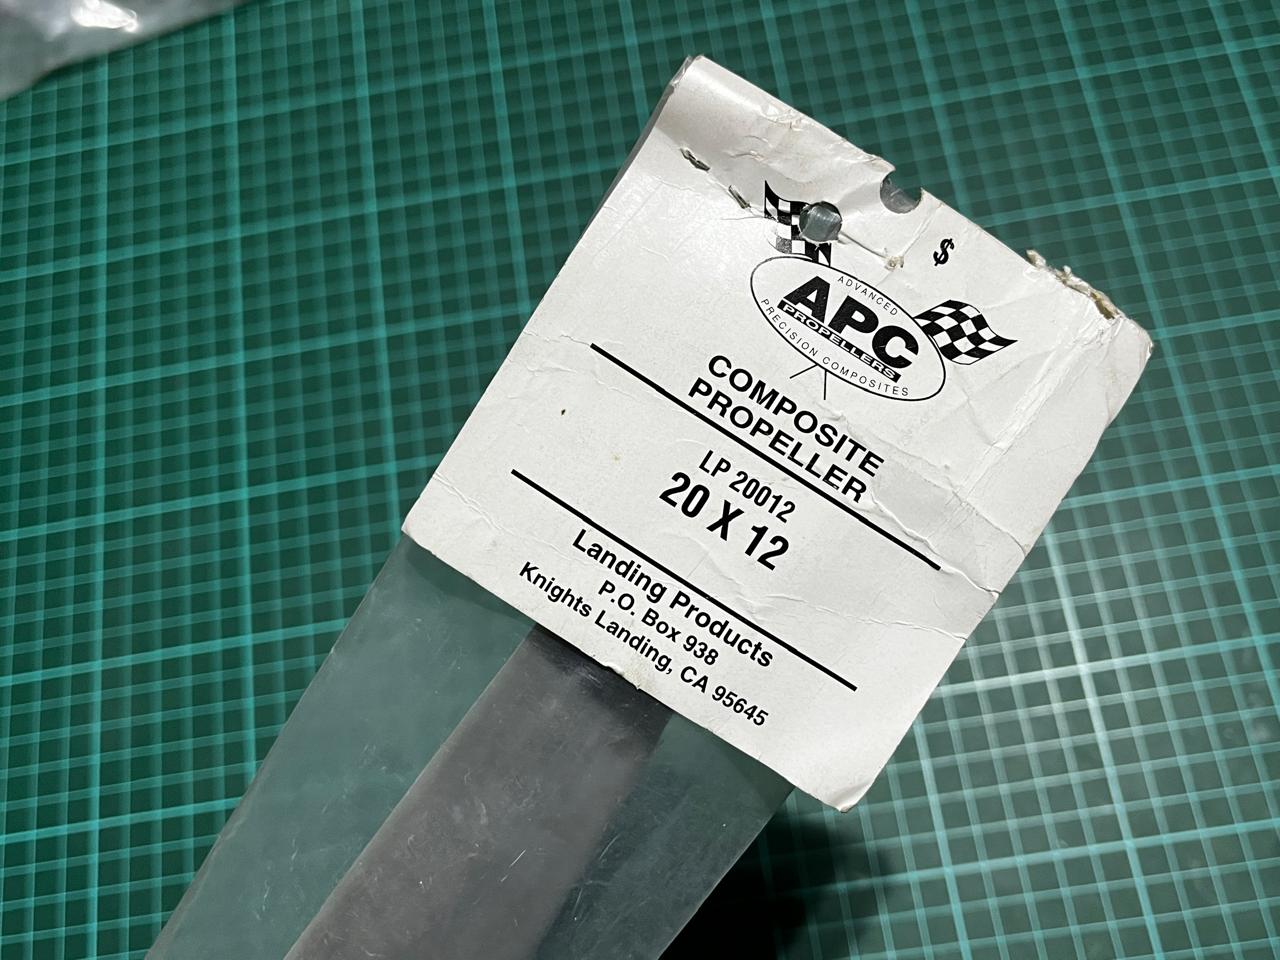 $
ADVANCED
APC
PROPELLERS
PRECISION COMPOSITES
COMPOSITE
PROPELLER
LP 20012
20 X 12
Landing Products
P.O. Box 938
Knights Landing, CA 95645